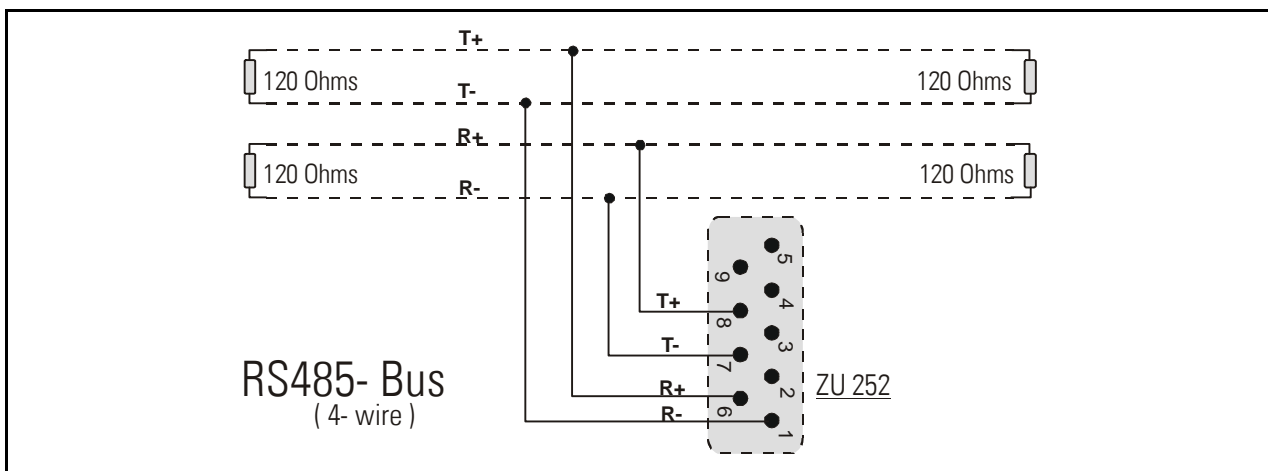 T+
120 Ohms
120 Ohms
T-
R+
120 Ohms
120 Ohms
R-
5
9
4
T+
8
3
T-
7
RS485- Bus
2
ZU 252
R+
6
( 4- wire )
R-
1